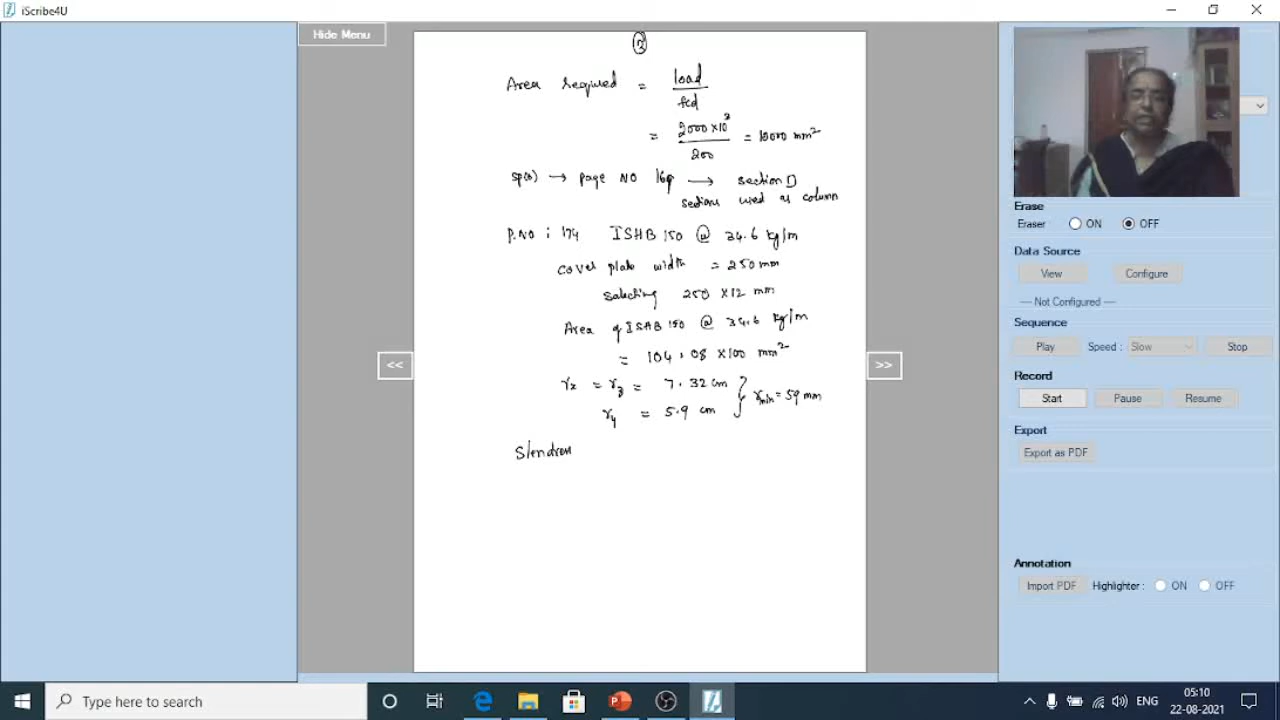 iScribe4U
Hide Menu
2
Area required = load / fcd
= 2000 × 10³ / 200 = 10000 mm²
SP(6) → page NO 169 → section D
sections used as column
P.NO : 174 ISHB 150 @ 34.6 kg/m
cover plate width = 250 mm
Selecting 250 × 12 mm
Area of ISHB 150 @ 34.6 kg/m
= 104.08 × 100 mm²
rx = rz = 7.32 cm
ry = 5.9 cm } rmin = 59 mm
Slendren
<<
>>
Erase
Eraser : ON OFF
Data Source
View Configure
--- Not Configured ---
Sequence
Play Speed : Slow Stop
Record
Start Pause Resume
Export
Export as PDF
Annotation
Import PDF Highlighter : ON OFF
Type here to search
ENG
05:10
22-08-2021